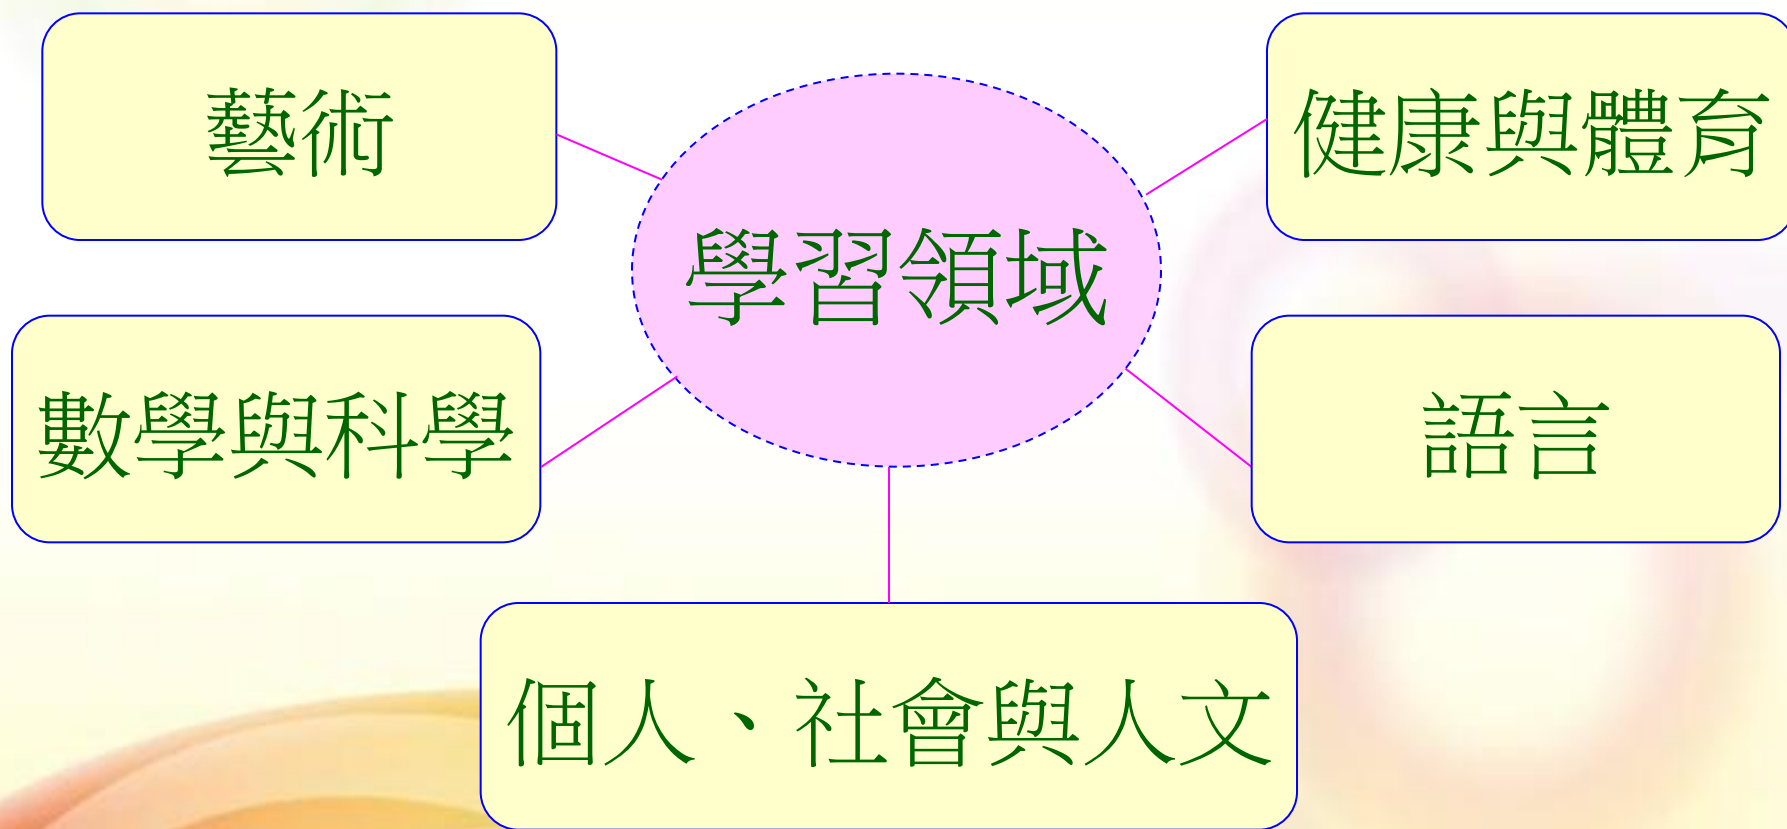 藝術
健康與體育
學習領域
數學與科學
語言
個人、社會與人文